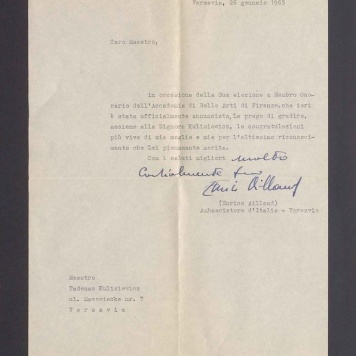 Varsavia, 26 gennaio 1965
Caro Maestro,
in occasione della Sua elezione a Membro Ono-
rario dell'Accademia di Belle Arti di Firenze, che ieri
è stata ufficialmente annunziata, La prego di gradire,
assieme alla Signora Kulisiewicz, le congratulazioni
più vive di mia moglie e mie per l'altissimo riconosci-
mento che Lei pienamente merita.
Con i saluti migliori molto
cordialmente suo
Enrico Aillaud
(Enrico Aillaud)
Ambasciatore d'Italia a Varsavia
Maestro
Tadeusz Kulisiewicz
ul. nr. 7
Varsavia